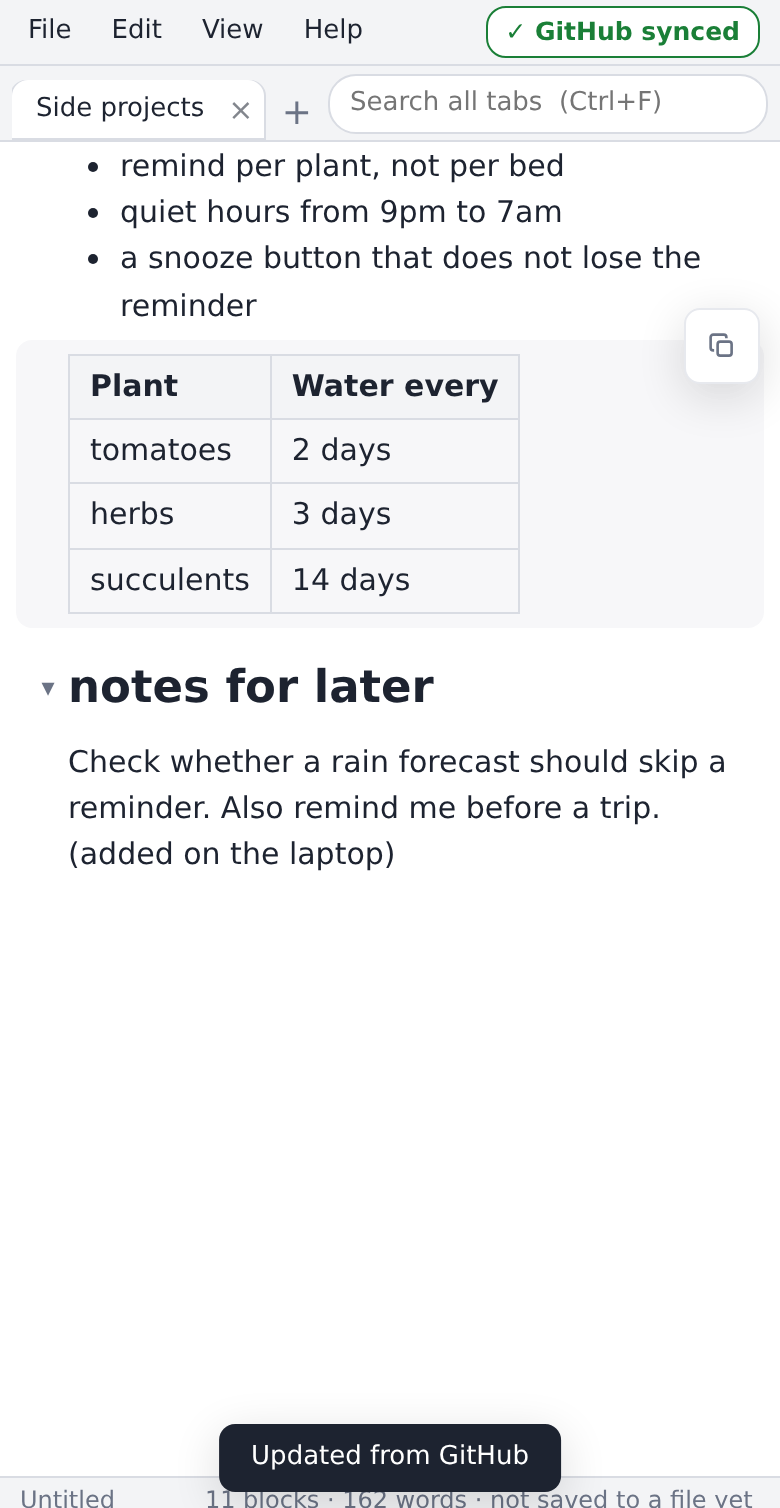 File Edit View Help ✓ GitHub synced
Side projects × + Search all tabs (Ctrl+F)
• remind per plant, not per bed
• quiet hours from 9pm to 7am
• a snooze button that does not lose the
reminder
Plant Water every
tomatoes 2 days
herbs 3 days
succulents 14 days
▾ notes for later
Check whether a rain forecast should skip a
reminder. Also remind me before a trip.
(added on the laptop)
Updated from GitHub
Untitled 11 blocks · 162 words · not saved to a file yet